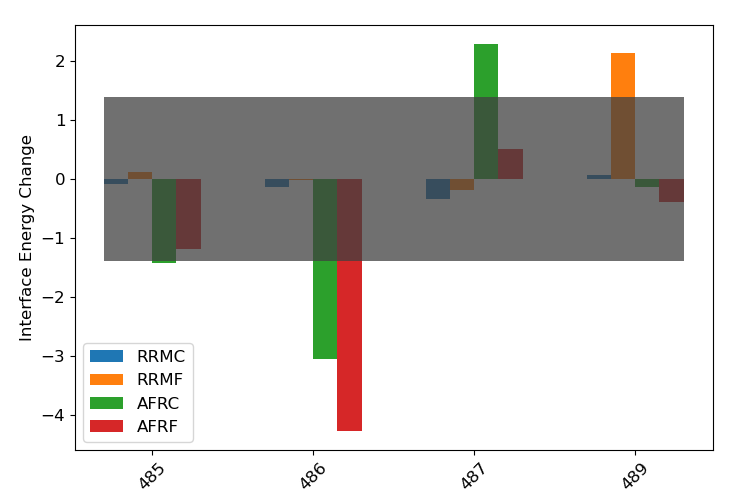 Interface Energy Change
2
1
0
−1
−2
−3
−4
RRMC
RRMF
AFRC
AFRF
485
486
487
489